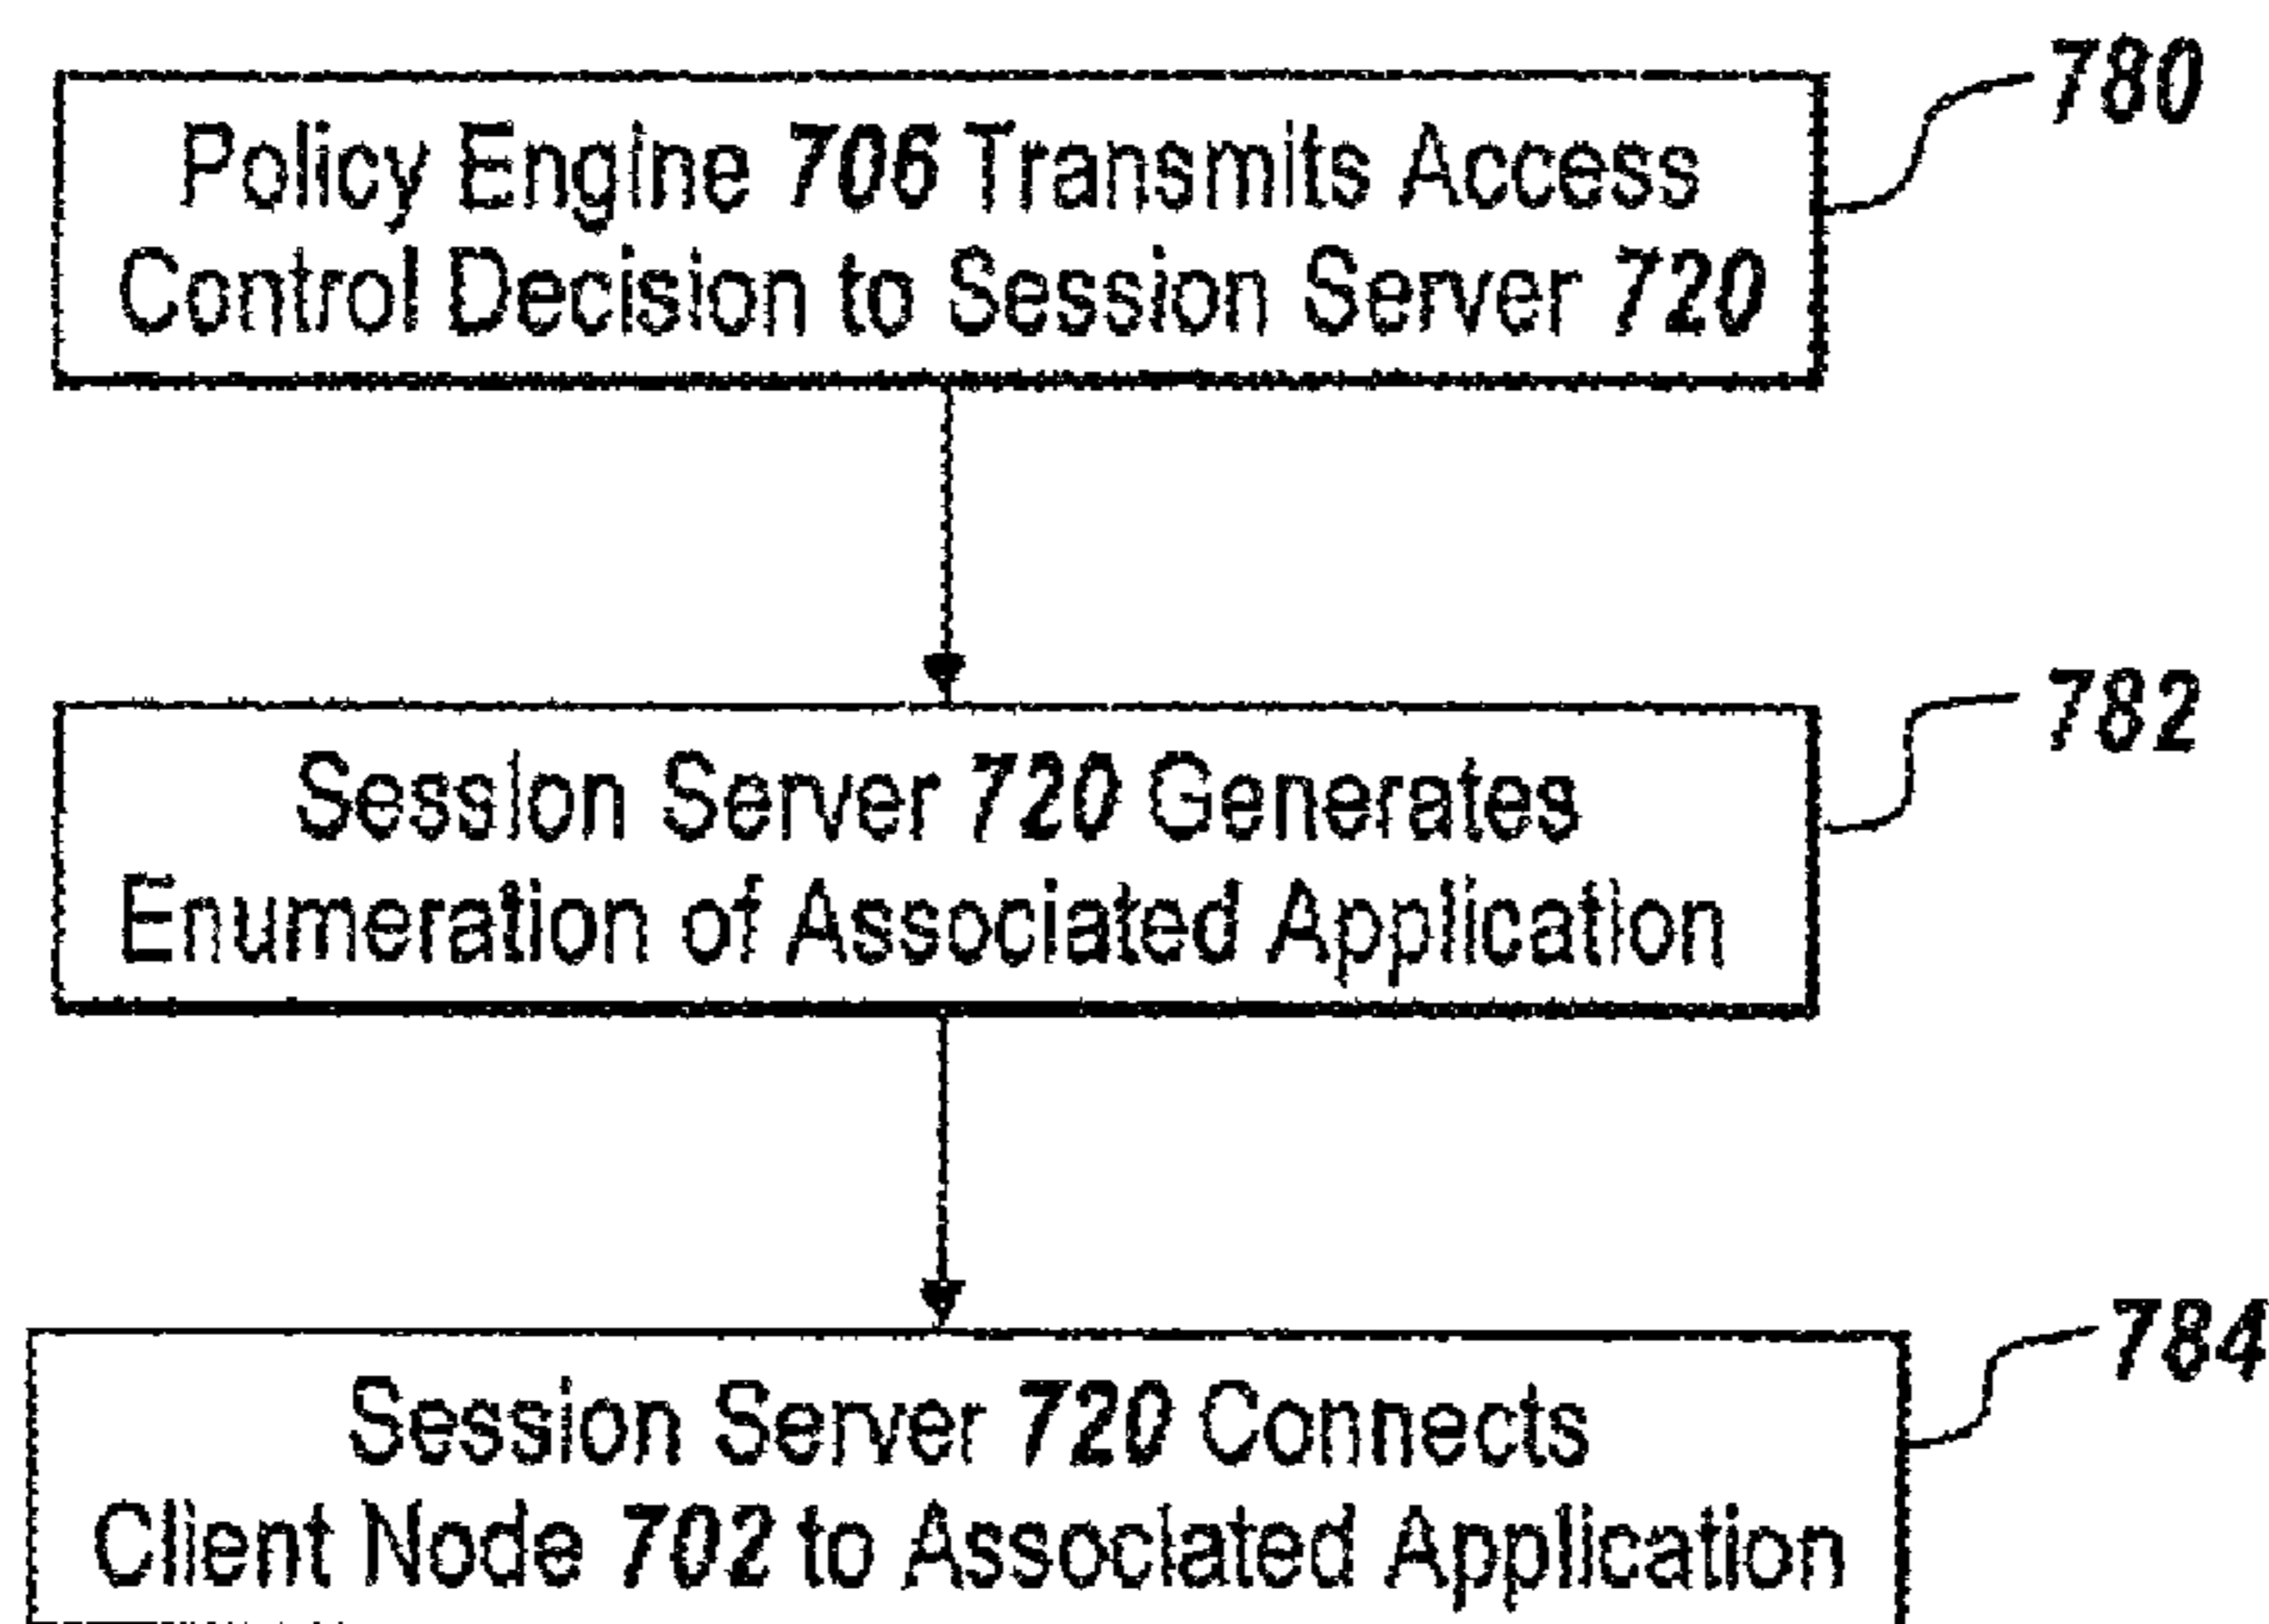 780
Policy Engine 706 Transmits Access
Control Decision to Session Server 720
782
Session Server 720 Generates
Enumeration of Associated Application
784
Session Server 720 Connects
Client Node 702 to Associated Application